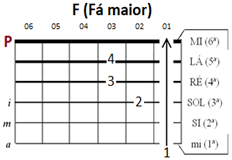 F (Fá maior)
06 05 04 03 02 01
P MI (6ª)
4 LÁ (5ª)
3 RÉ (4ª)
i 2 SOL (3ª)
m SI (2ª)
a 1 mi (1ª)